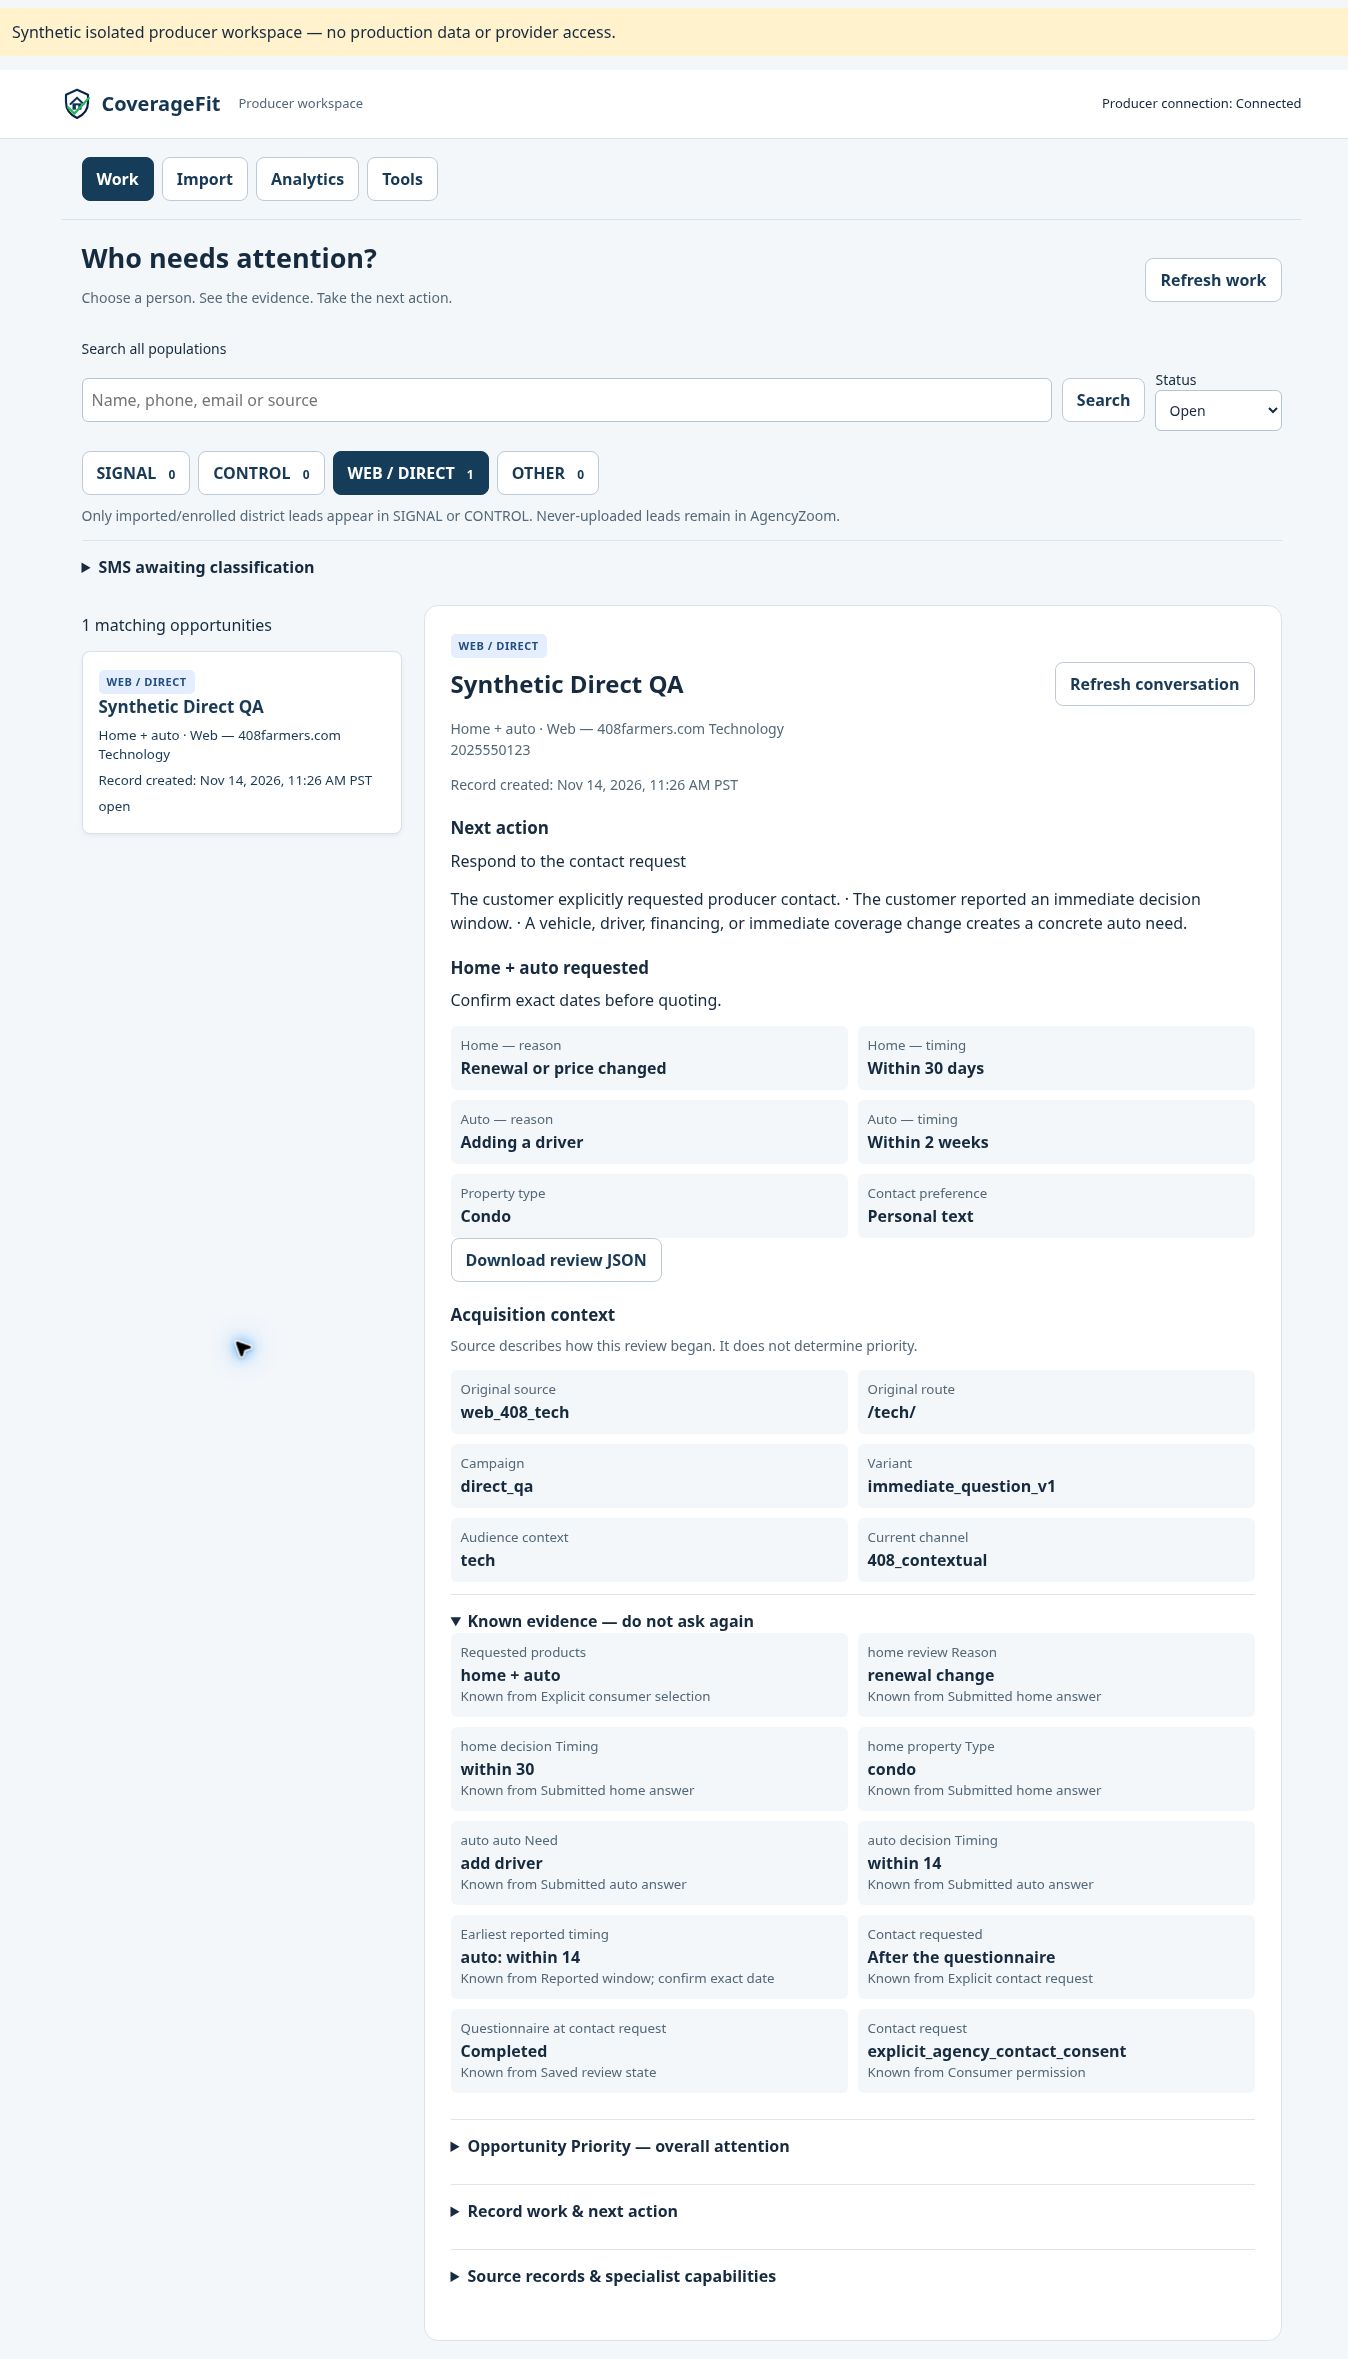 Synthetic isolated producer workspace — no production data or provider access.
CoverageFit
Producer workspace
Producer connection: Connected
Work
Import
Analytics
Tools
Who needs attention?
Choose a person. See the evidence. Take the next action.
Refresh work
Search all populations
Name, phone, email or source
Search
Status
Open
SIGNAL 0
CONTROL 0
WEB / DIRECT 1
OTHER 0
Only imported/enrolled district leads appear in SIGNAL or CONTROL. Never-uploaded leads remain in AgencyZoom.
SMS awaiting classification
1 matching opportunities
WEB / DIRECT
Synthetic Direct QA
Home + auto · Web — 408farmers.com
Technology
Record created: Nov 14, 2026, 11:26 AM PST
open
WEB / DIRECT
Synthetic Direct QA
Refresh conversation
Home + auto · Web — 408farmers.com Technology
2025550123
Record created: Nov 14, 2026, 11:26 AM PST
Next action
Respond to the contact request
The customer explicitly requested producer contact. · The customer reported an immediate decision
window. · A vehicle, driver, financing, or immediate coverage change creates a concrete auto need.
Home + auto requested
Confirm exact dates before quoting.
Home — reason
Renewal or price changed
Home — timing
Within 30 days
Auto — reason
Adding a driver
Auto — timing
Within 2 weeks
Property type
Condo
Contact preference
Personal text
Download review JSON
Acquisition context
Source describes how this review began. It does not determine priority.
Original source
web_408_tech
Original route
/tech/
Campaign
direct_qa
Variant
immediate_question_v1
Audience context
tech
Current channel
408_contextual
Known evidence — do not ask again
Requested products
home + auto
Known from Explicit consumer selection
home review Reason
renewal change
Known from Submitted home answer
home decision Timing
within 30
Known from Submitted home answer
home property Type
condo
Known from Submitted home answer
auto auto Need
add driver
Known from Submitted auto answer
auto decision Timing
within 14
Known from Submitted auto answer
Earliest reported timing
auto: within 14
Known from Reported window; confirm exact date
Contact requested
After the questionnaire
Known from Explicit contact request
Questionnaire at contact request
Completed
Known from Saved review state
Contact request
explicit_agency_contact_consent
Known from Consumer permission
Opportunity Priority — overall attention
Record work & next action
Source records & specialist capabilities